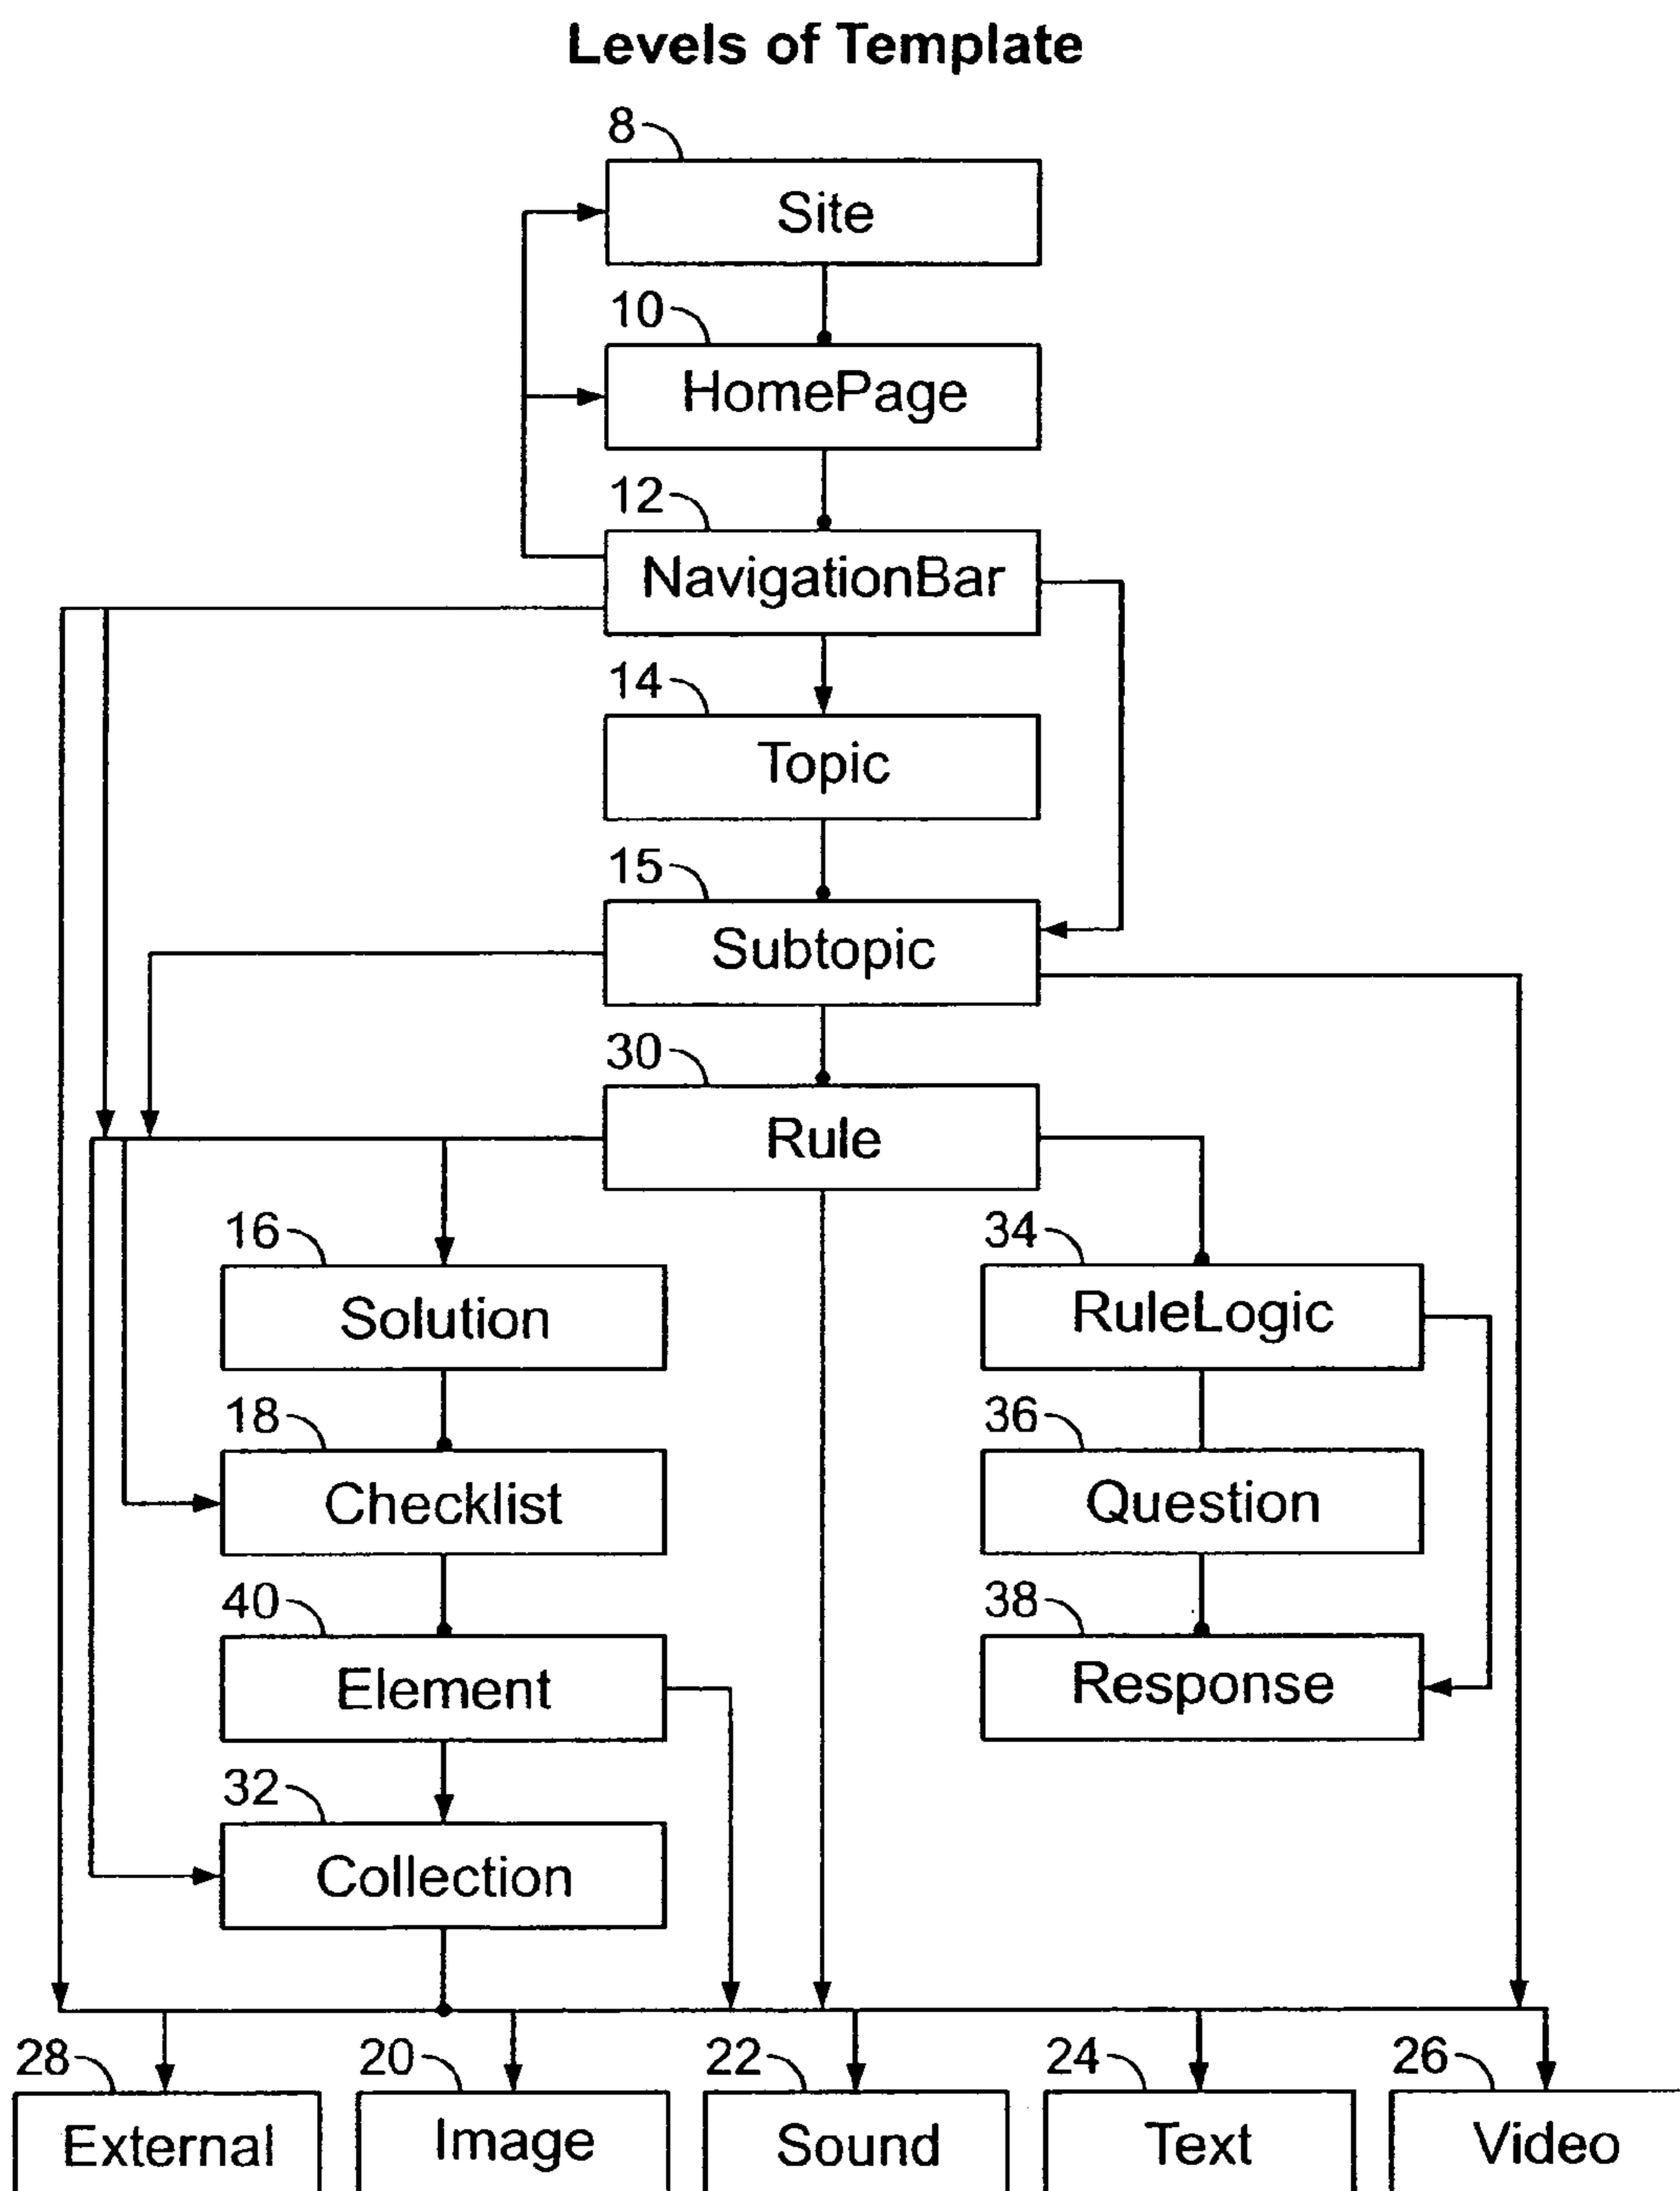 Levels of Template
8
Site
10
HomePage
12
NavigationBar
14
Topic
15
Subtopic
30
Rule
16
Solution
34
RuleLogic
18
Checklist
36
Question
40
Element
38
Response
32
Collection
28
20
22
24
26
External
Image
Sound
Text
Video